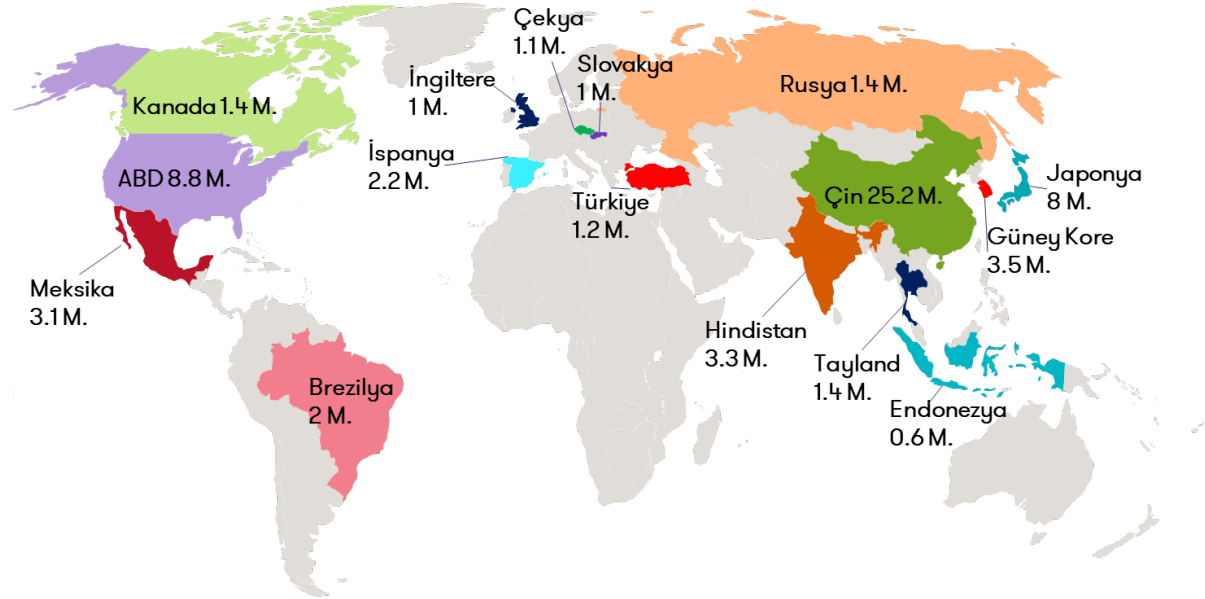 Çekya
1.1 M.
Slovakya
1 M.
İngiltere
1 M.
Rusya 1.4 M.
Kanada 1.4 M.
İspanya
2.2 M.
ABD 8.8 M.
Türkiye
1.2 M.
Çin 25.2 M.
Japonya
8 M.
Güney Kore
3.5 M.
Meksika
3.1 M.
Hindistan
3.3 M.
Tayland
1.4 M.
Brezilya
2 M.
Endonezya
0.6 M.